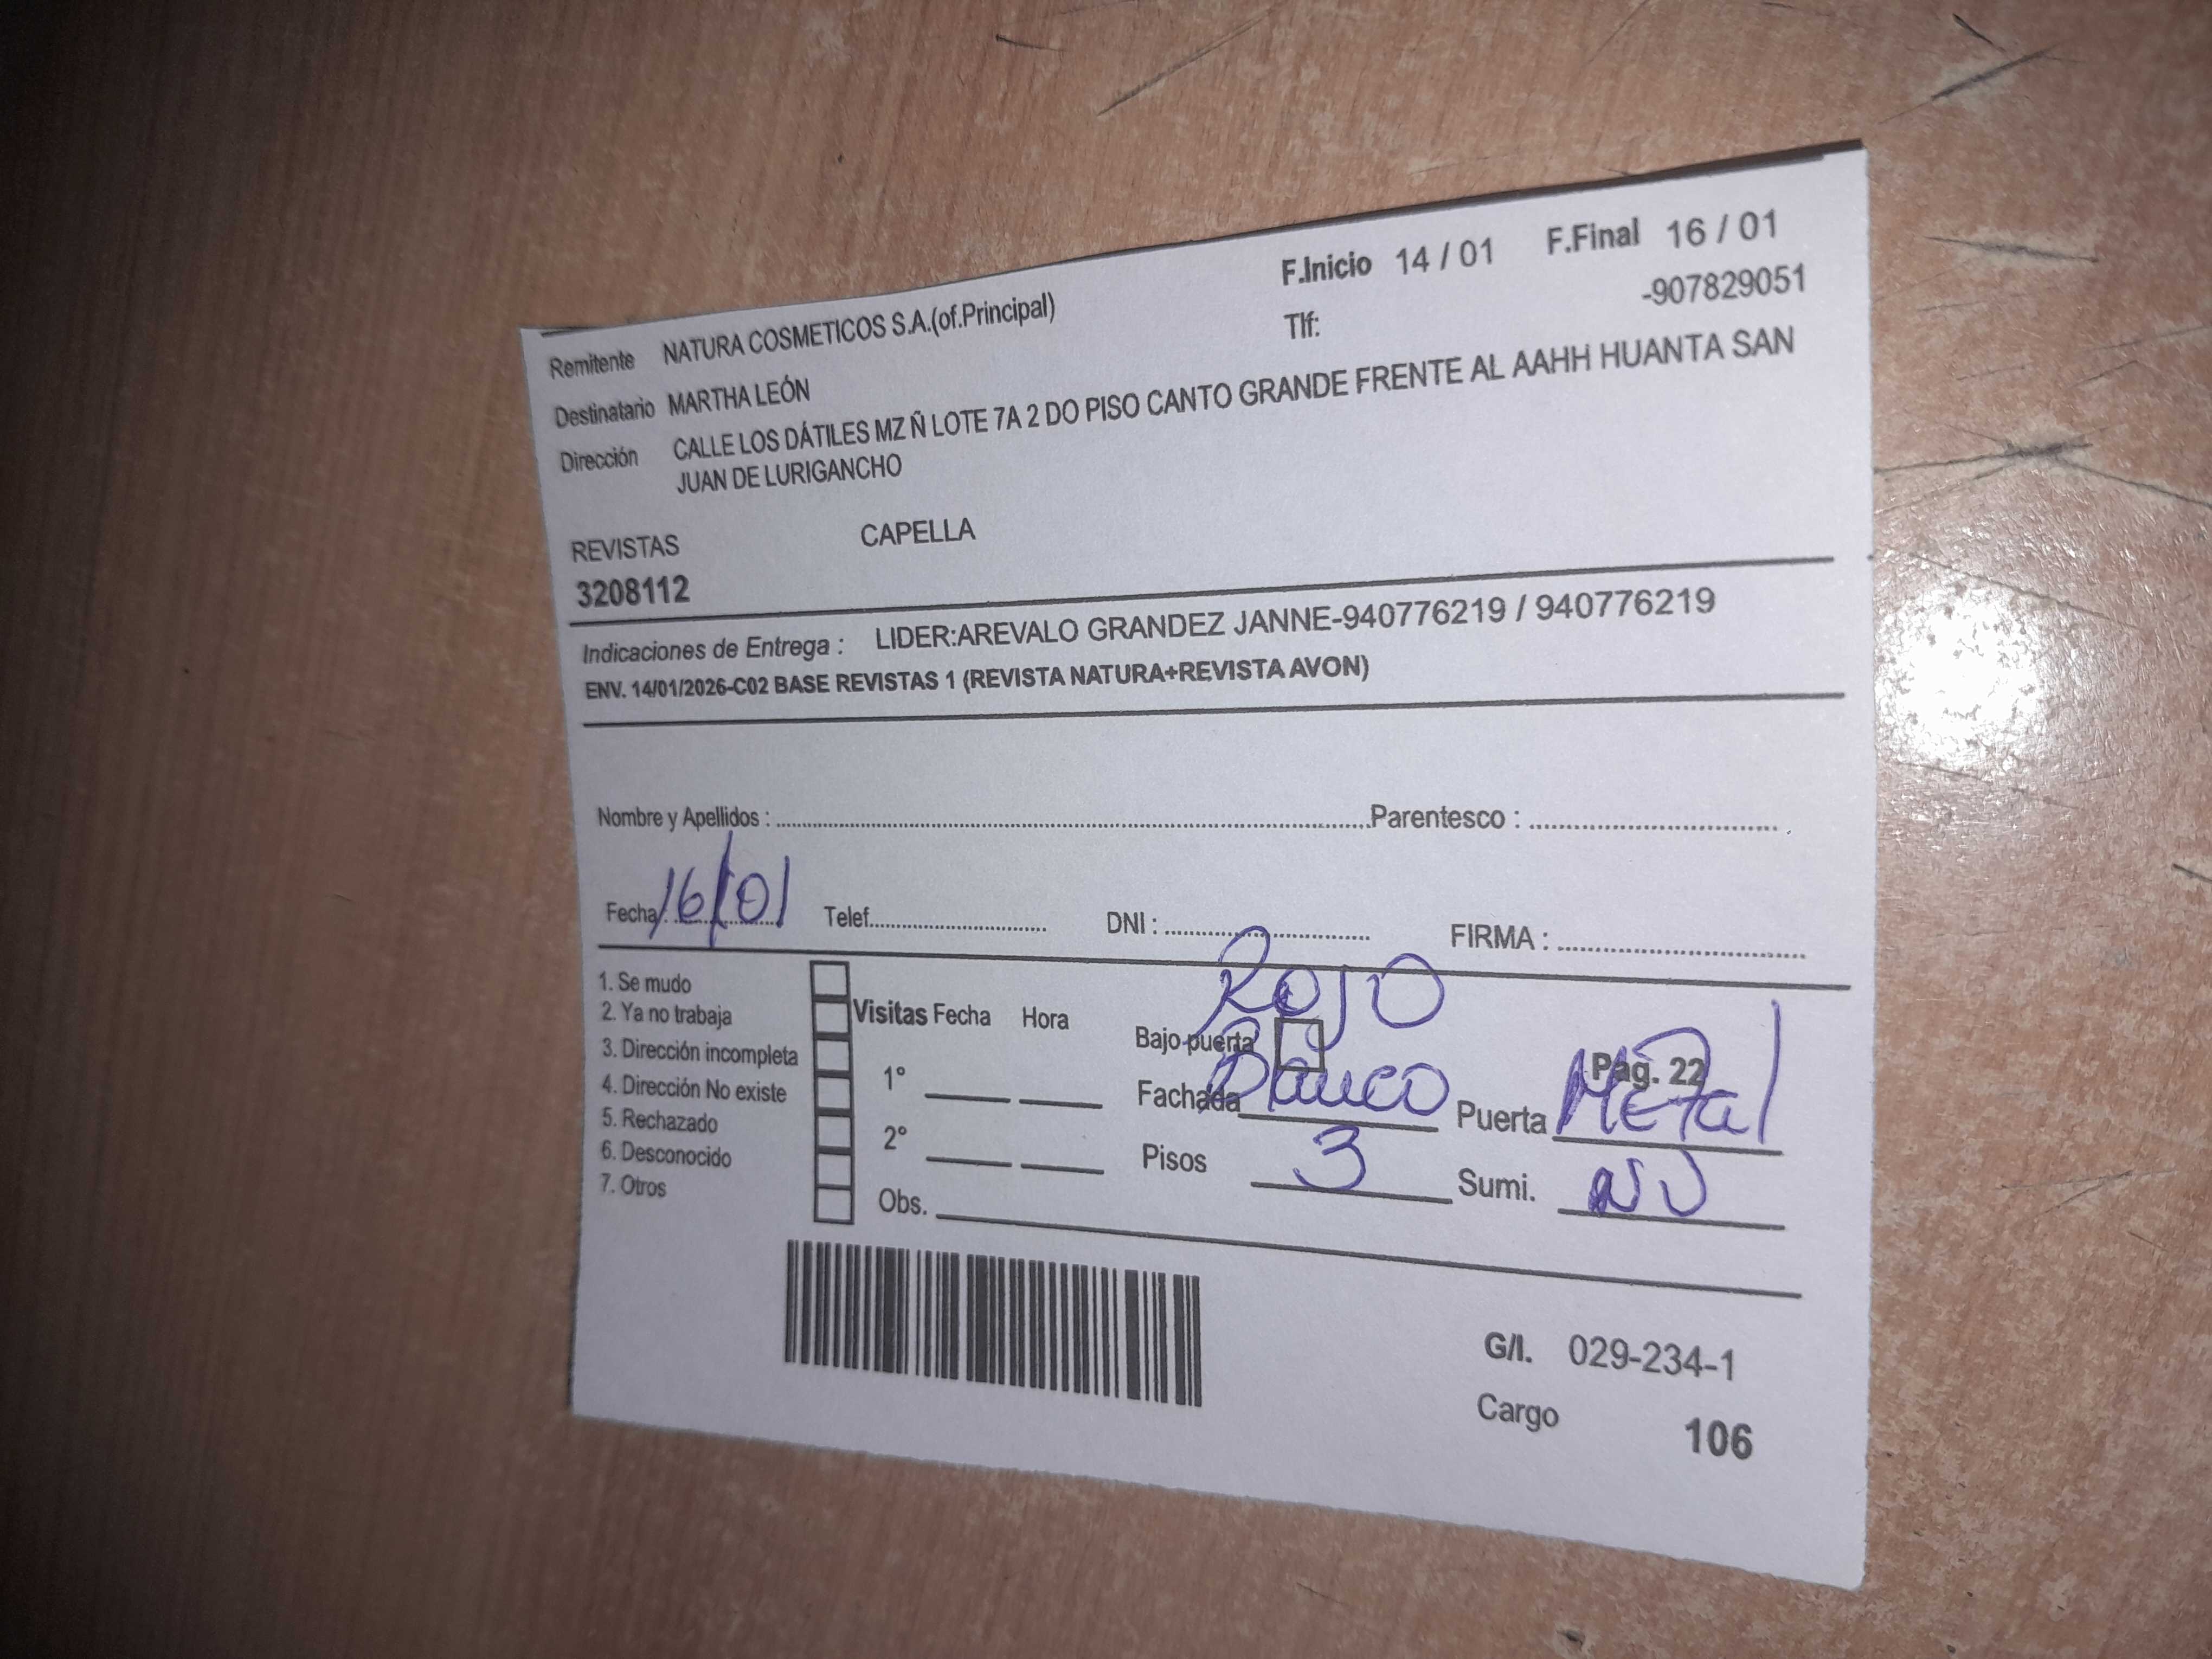 F.Inicio 14 / 01 F.Final 16 / 01
Remitente NATURA COSMETICOS S.A.(of.Principal) Tlf: -907829051
Destinatario MARTHA LEÓN
Dirección CALLE LOS DÁTILES MZ Ñ LOTE 7A 2 DO PISO CANTO GRANDE FRENTE AL AAHH HUANTA SAN
JUAN DE LURIGANCHO
REVISTAS CAPELLA
3208112
Indicaciones de Entrega : LIDER:AREVALO GRANDEZ JANNE-940776219 / 940776219
ENV. 14/01/2026-C02 BASE REVISTAS 1 (REVISTA NATURA+REVISTA AVON)
Nombre y Apellidos : Parentesco :
Fecha 16/01 Telef. DNI : FIRMA :
Rojo
1. Se mudo
2. Ya no trabaja
3. Dirección incompleta
4. Dirección No existe
5. Rechazado
6. Desconocido
7. Otros
Visitas Fecha Hora
1°
2°
Obs.
Bajo puerta Pág. 22
Fachada Blanco Puerta Metal
Pisos 3 Sumi.
G/I. 029-234-1
Cargo 106